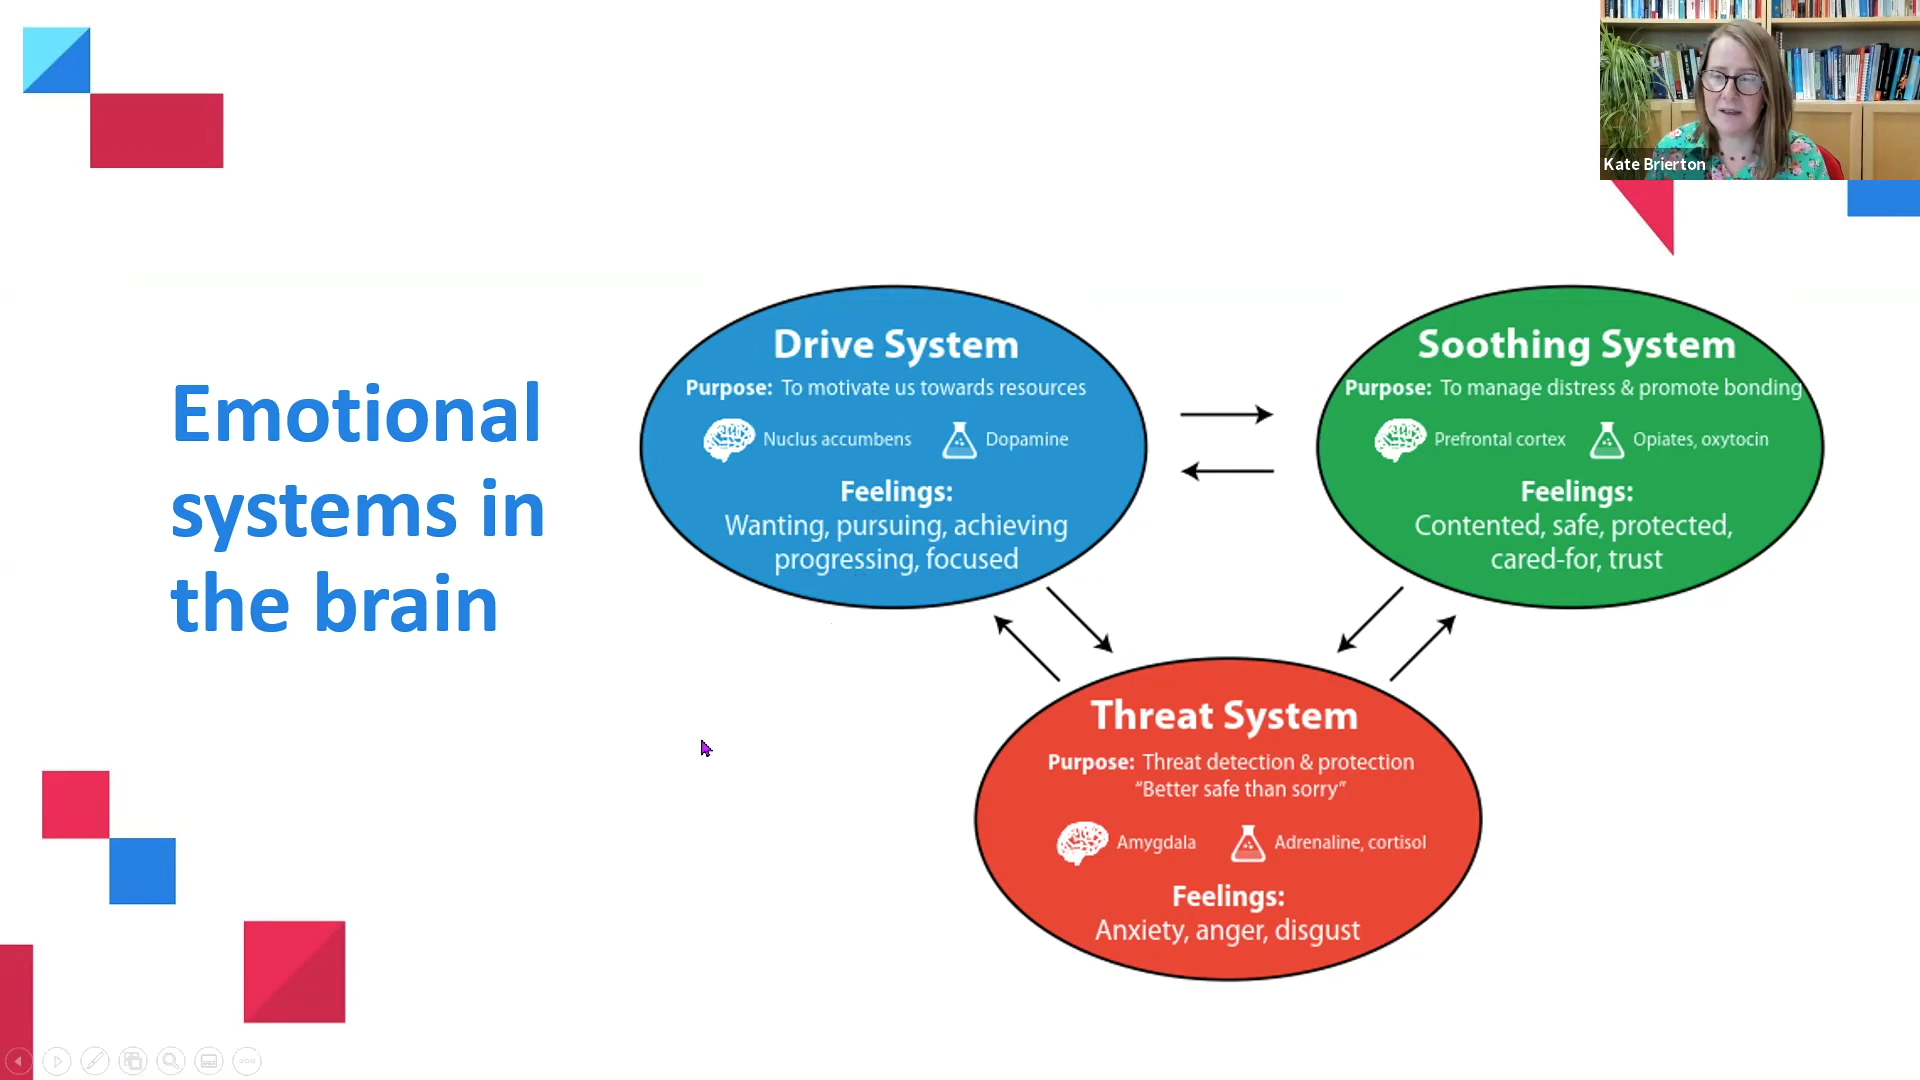 Kate Brierton
Emotional
systems in
the brain
Drive System
Purpose: To motivate us towards resources
Nuclus accumbens
Dopamine
Feelings:
Wanting, pursuing, achieving
progressing, focused
Soothing System
Purpose: To manage distress & promote bonding
Prefrontal cortex
Opiates, oxytocin
Feelings:
Contented, safe, protected,
cared-for, trust
Threat System
Purpose: Threat detection & protection
“Better safe than sorry”
Amygdala
Adrenaline, cortisol
Feelings:
Anxiety, anger, disgust